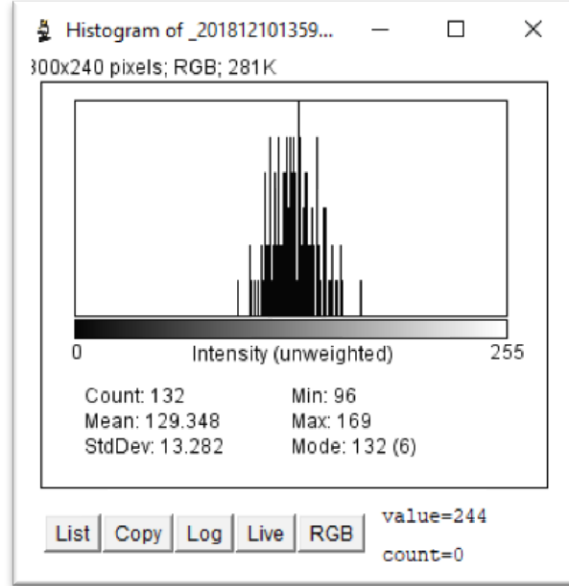 Histogram of _201812101359...
300x240 pixels; RGB; 281K
0 Intensity (unweighted) 255
Count: 132 Min: 96
Mean: 129.348 Max: 169
StdDev: 13.282 Mode: 132 (6)
List Copy Log Live RGB value=244
count=0